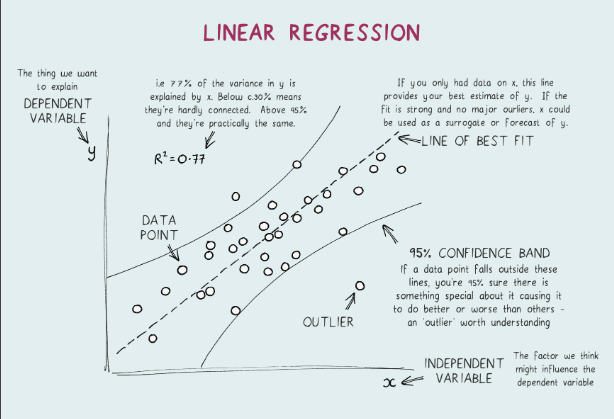 LINEAR REGRESSION
The thing we want
to explain
DEPENDENT
VARIABLE
y
i.e 77% of the variance in y is
explained by x. Below c.30% means
they're hardly connected. Above 95%
and they're practically the same.
R²=0.77
If you only had data on x, this line
provides your best estimate of y. If the
fit is strong and no major outliers, x could
be used as a surrogate or forecast of y.
LINE OF BEST FIT
DATA
POINT
95% CONFIDENCE BAND
If a data point falls outside these
lines, you're 95% sure there is
something special about it causing it
to do better or worse than others -
an 'outlier' worth understanding
OUTLIER
x
INDEPENDENT
VARIABLE
The factor we think
might influence the
dependent variable